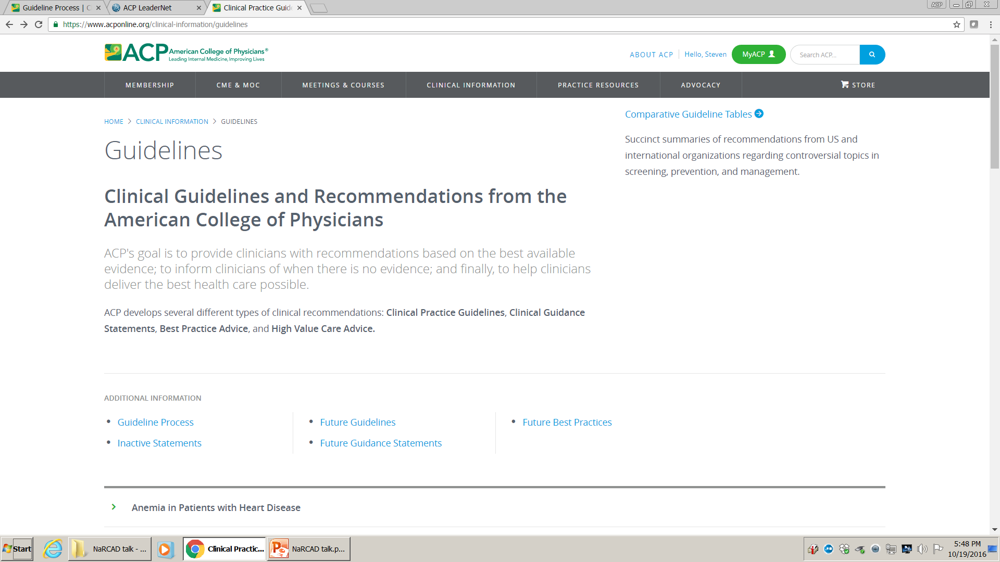 Guideline Process | C
ACP LeaderNet
Clinical Practice Guide
ACP
https://www.acponline.org/clinical-information/guidelines
ACP American College of Physicians®
Leading Internal Medicine, Improving Lives
ABOUT ACP
Hello, Steven
MyACP
Search ACP...
MEMBERSHIP
CME & MOC
MEETINGS & COURSES
CLINICAL INFORMATION
PRACTICE RESOURCES
ADVOCACY
STORE
HOME > CLINICAL INFORMATION > GUIDELINES
Guidelines
Clinical Guidelines and Recommendations from the
American College of Physicians
ACP's goal is to provide clinicians with recommendations based on the best available
evidence; to inform clinicians of when there is no evidence; and finally, to help clinicians
deliver the best health care possible.
ACP develops several different types of clinical recommendations: Clinical Practice Guidelines, Clinical Guidance
Statements, Best Practice Advice, and High Value Care Advice.
Comparative Guideline Tables
Succinct summaries of recommendations from US and
international organizations regarding controversial topics in
screening, prevention, and management.
ADDITIONAL INFORMATION
• Guideline Process
• Inactive Statements
• Future Guidelines
• Future Guidance Statements
• Future Best Practices
Anemia in Patients with Heart Disease
Start
NaRCAD talk - ...
Clinical Practic...
NaRCAD talk.p...
5:48 PM
10/19/2016